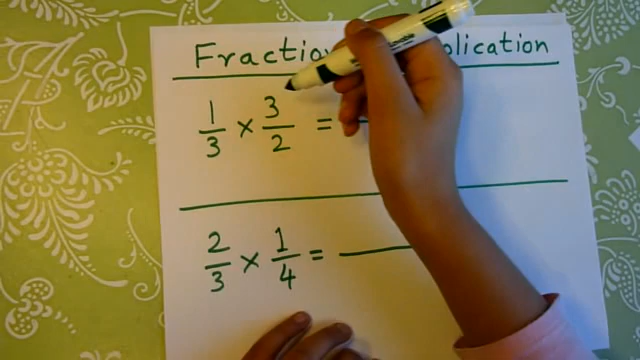 Fractio plication
1/3 × 3/2 =
2/3 × 1/4 =